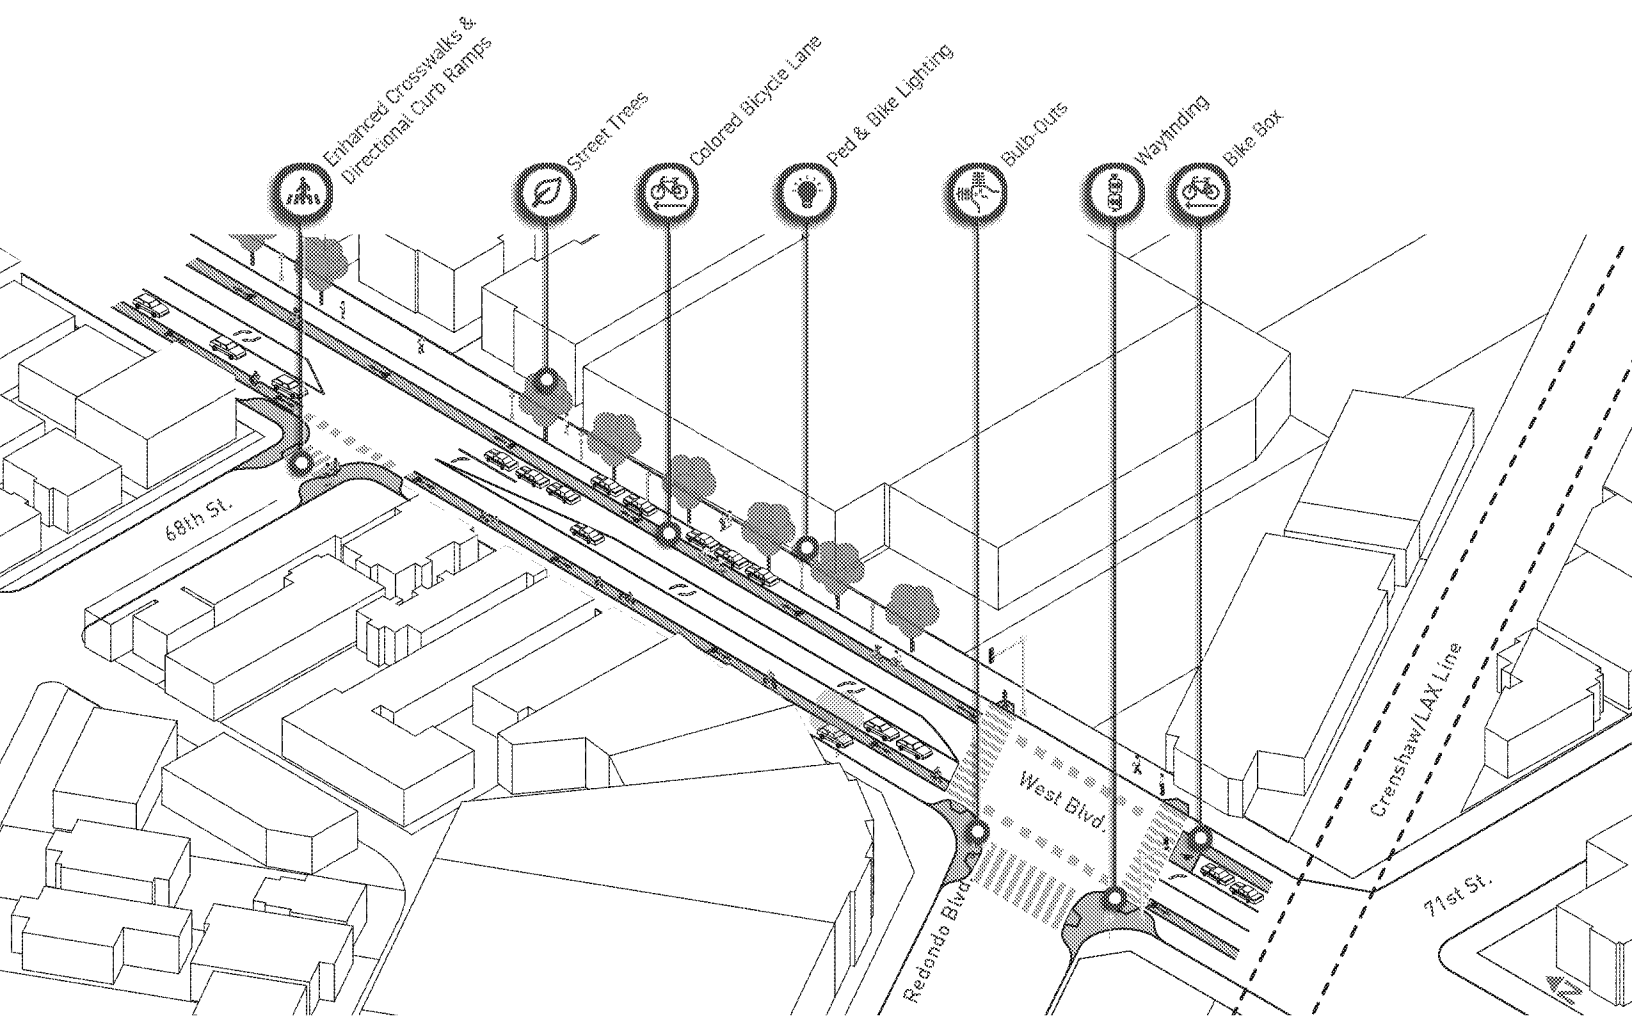 Enhanced Crosswalks &
Directional Curb Ramps
Street Trees
Colored Bicycle Lane
Ped & Bike Lighting
Bulb-Outs
Wayfinding
Bike Box
68th St.
West Blvd.
Crenshaw/LAX Line
71st St.
Redondo Blvd.
N